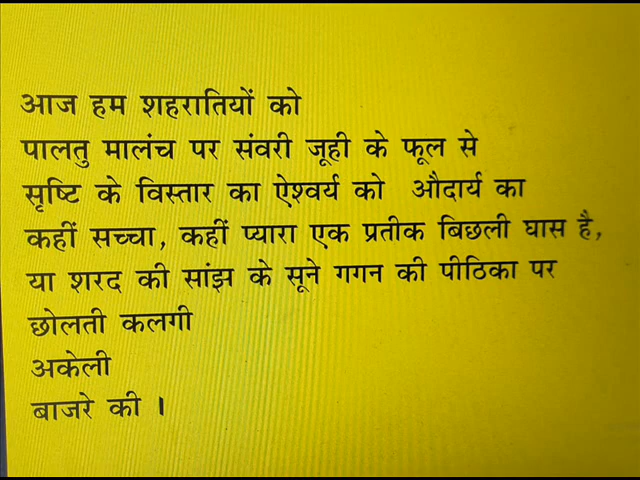 आज हम शहरातियों को
पालतु मालंच पर संवरी जूही के फूल से
सृष्टि के विस्तार का ऐश्वर्य को औदार्य का
कहीं सच्चा, कहीं प्यारा एक प्रतीक बिछली घास है,
या शरद की सांझ के सूने गगन की पीठिका पर
छोलती कलगी
अकेली
बाजरे की ।